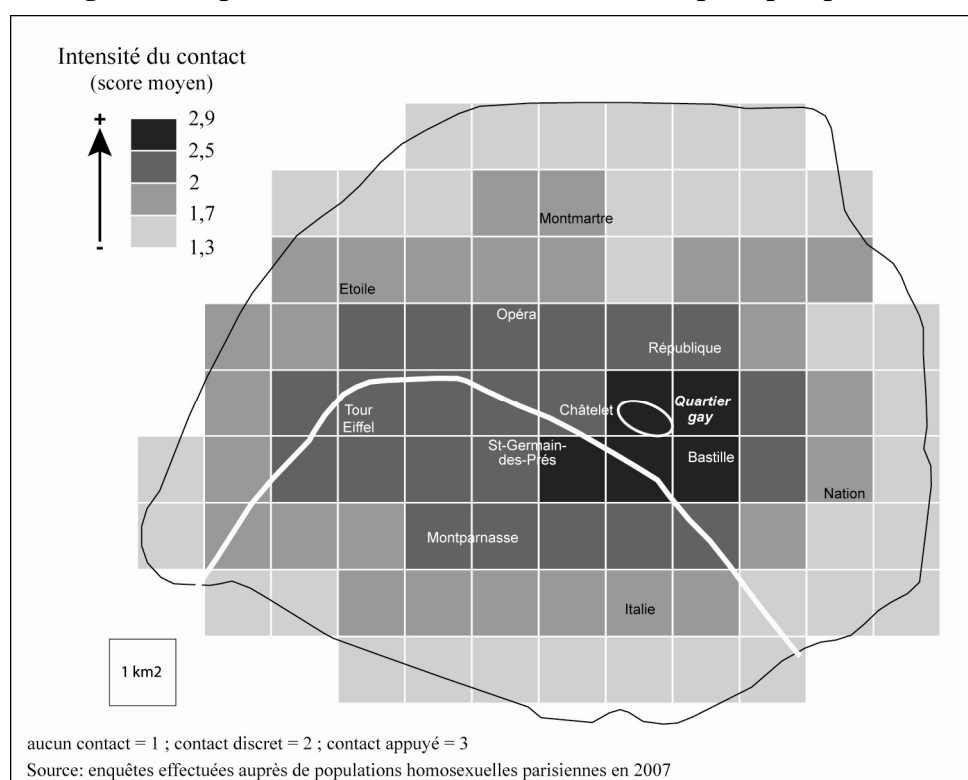 Intensité du contact
(score moyen)
+
2,9
2,5
2
1,7
1,3
-
Montmartre
Etoile
Opéra
République
Tour
Eiffel
Châtelet
Quartier
gay
St-Germain-
des-Prés
Bastille
Nation
Montparnasse
Italie
1 km2
aucun contact = 1 ; contact discret = 2 ; contact appuyé = 3
Source: enquêtes effectuées auprès de populations homosexuelles parisiennes en 2007